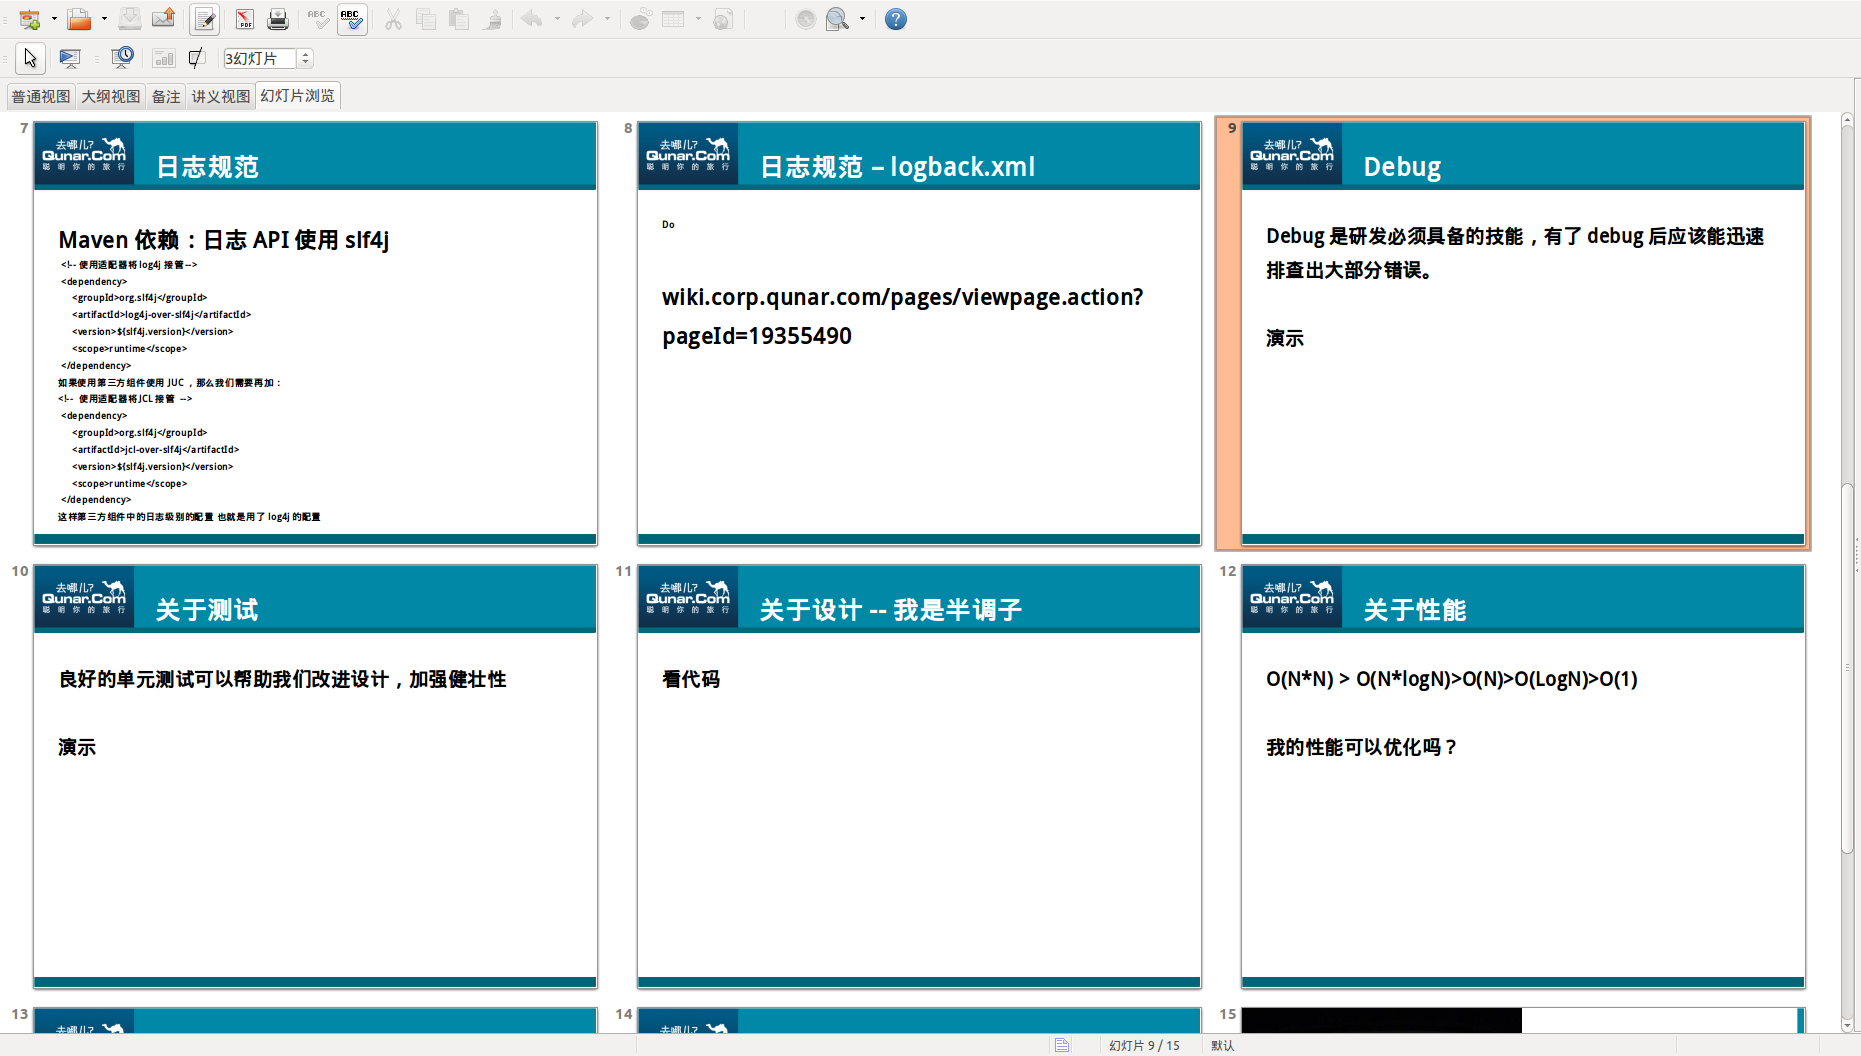 PDF
ABC
ABC
3幻灯片
普通视图 大纲视图 备注 讲义视图 幻灯片浏览
7
去哪儿?
Qunar.Com
聪明你的旅行
日志规范
Maven 依赖：日志 API 使用 slf4j
<!-- 使用适配器将 log4j 接管-->
<dependency>
<groupId>org.slf4j</groupId>
<artifactId>log4j-over-slf4j</artifactId>
<version>${slf4j.version}</version>
<scope>runtime</scope>
</dependency>
如果使用第三方组件使用 JUC ，那么我们需要再加：
<!-- 使用适配器将JCL 接管 -->
<dependency>
<groupId>org.slf4j</groupId>
<artifactId>jcl-over-slf4j</artifactId>
<version>${slf4j.version}</version>
<scope>runtime</scope>
</dependency>
这样第三方组件中的日志级别的配置 也就是用了 log4j 的配置
8
去哪儿?
Qunar.Com
聪明你的旅行
日志规范 – logback.xml
Do
wiki.corp.qunar.com/pages/viewpage.action?
pageId=19355490
9
去哪儿?
Qunar.Com
聪明你的旅行
Debug
Debug 是研发必须具备的技能，有了 debug 后应该能迅速
排查出大部分错误。
演示
10
去哪儿?
Qunar.Com
聪明你的旅行
关于测试
良好的单元测试可以帮助我们改进设计，加强健壮性
演示
11
去哪儿?
Qunar.Com
聪明你的旅行
关于设计 -- 我是半调子
看代码
12
去哪儿?
Qunar.Com
聪明你的旅行
关于性能
O(N*N) > O(N*logN)>O(N)>O(LogN)>O(1)
我的性能可以优化吗？
13
去哪儿?
14
去哪儿?
15
幻灯片 9 / 15 默认